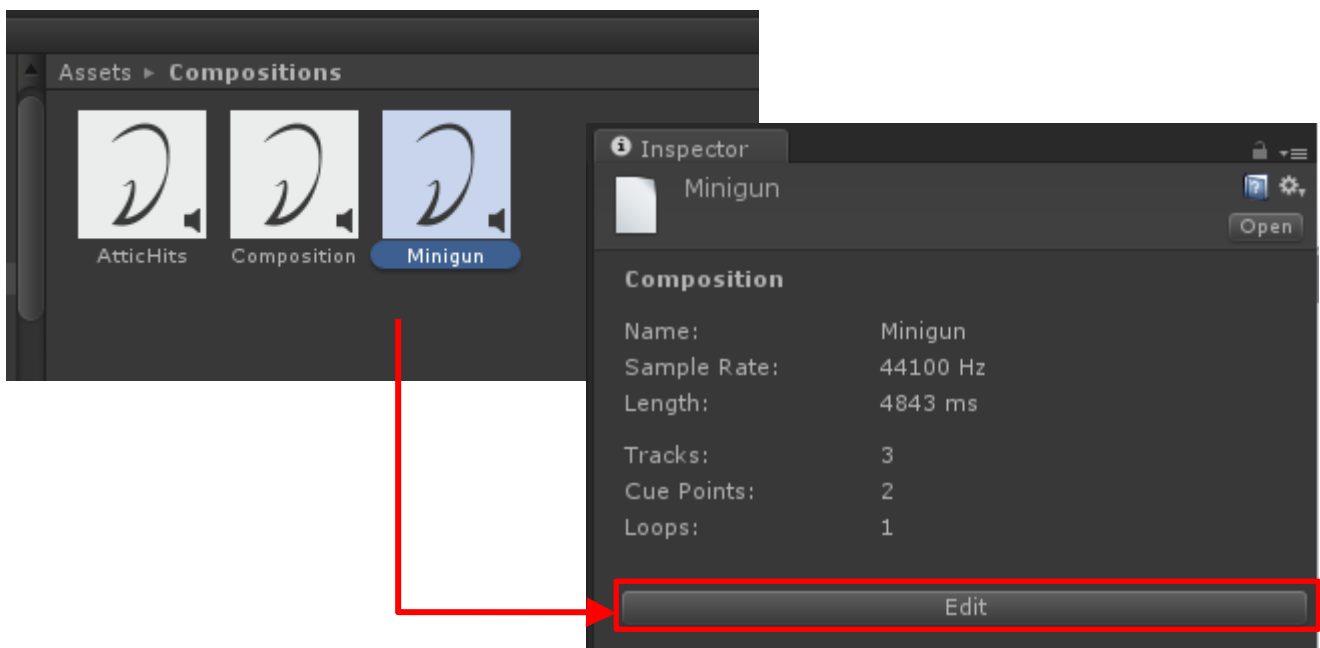 Assets ▸ Compositions
AtticHits Composition Minigun
Inspector
Minigun
Open
Composition
Name: Minigun
Sample Rate: 44100 Hz
Length: 4843 ms
Tracks: 3
Cue Points: 2
Loops: 1
Edit